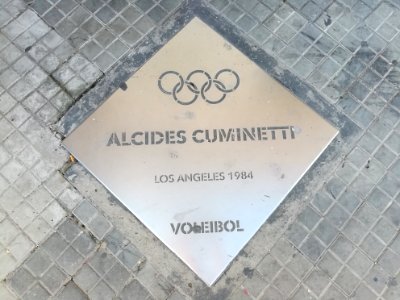 ALCIDES CUMINETTI
LOS ANGELES 1984
VOLEIBOL